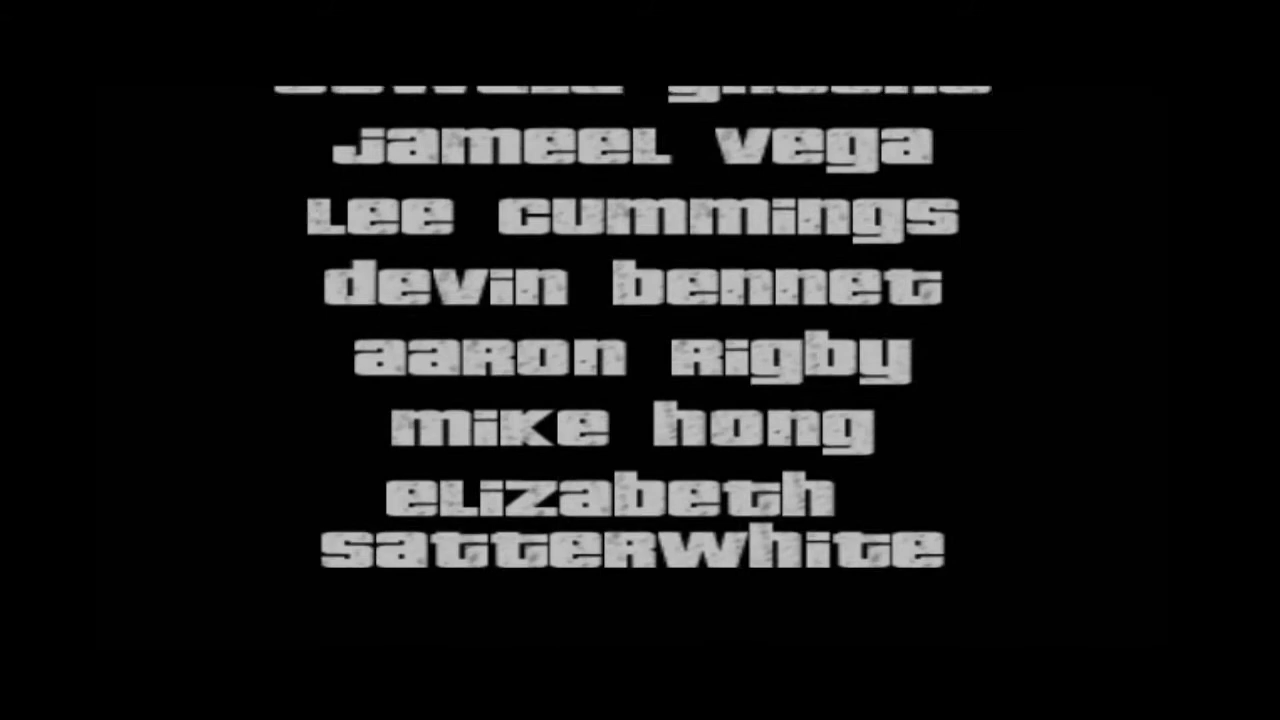 Jameel Vega
Lee Cummings
Devin Bennet
Aaron Rigby
Mike Hong
Elizabeth
Satterwhite